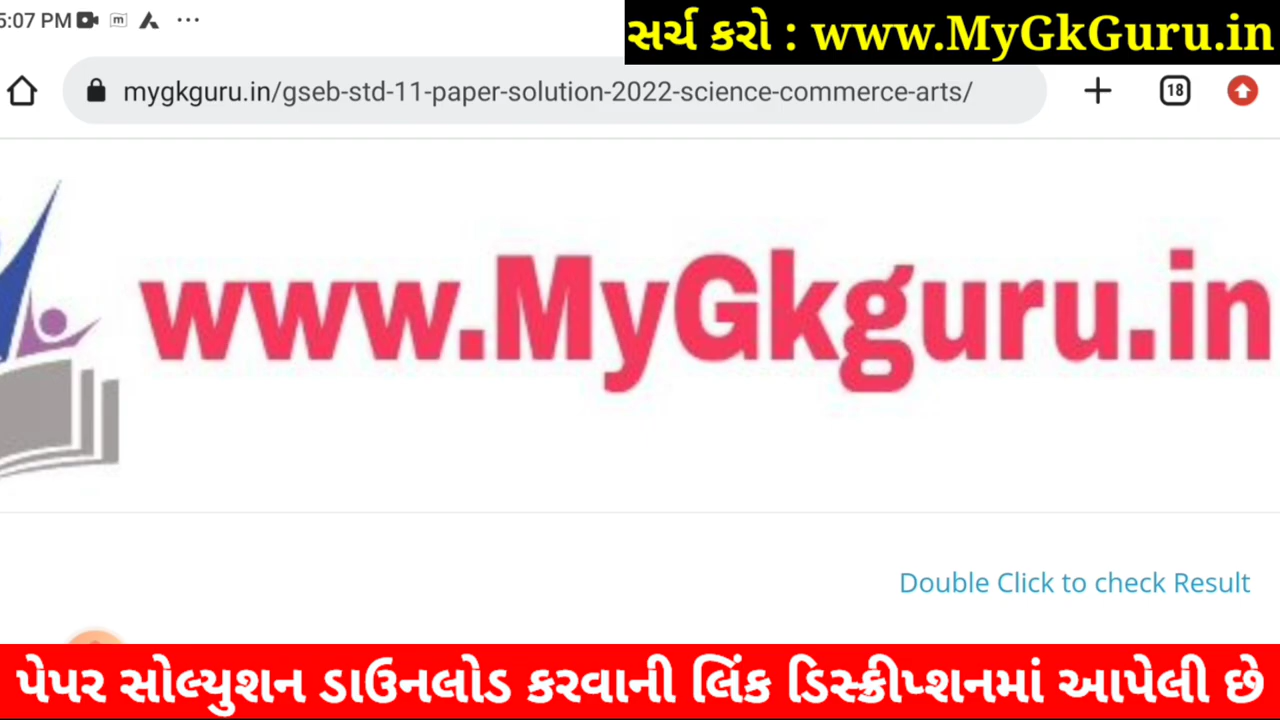 5:07 PM
સર્ચ કરો : www.MyGkGuru.in
mygkguru.in/gseb-std-11-paper-solution-2022-science-commerce-arts/
18
www.MyGkguru.in
Double Click to check Result
પેપર સોલ્યુશન ડાઉનલોડ કરવાની લિંક ડિસ્ક્રીપ્શનમાં આપેલી છે